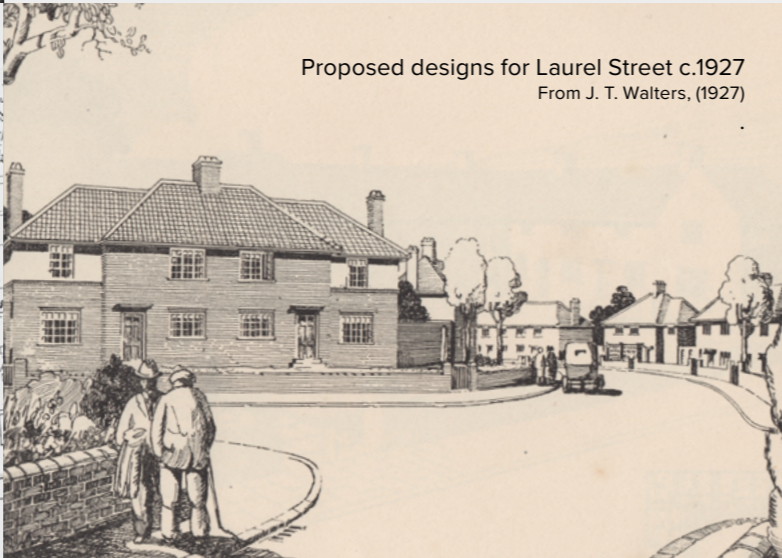 Proposed designs for Laurel Street c.1927
From J. T. Walters, (1927)
.